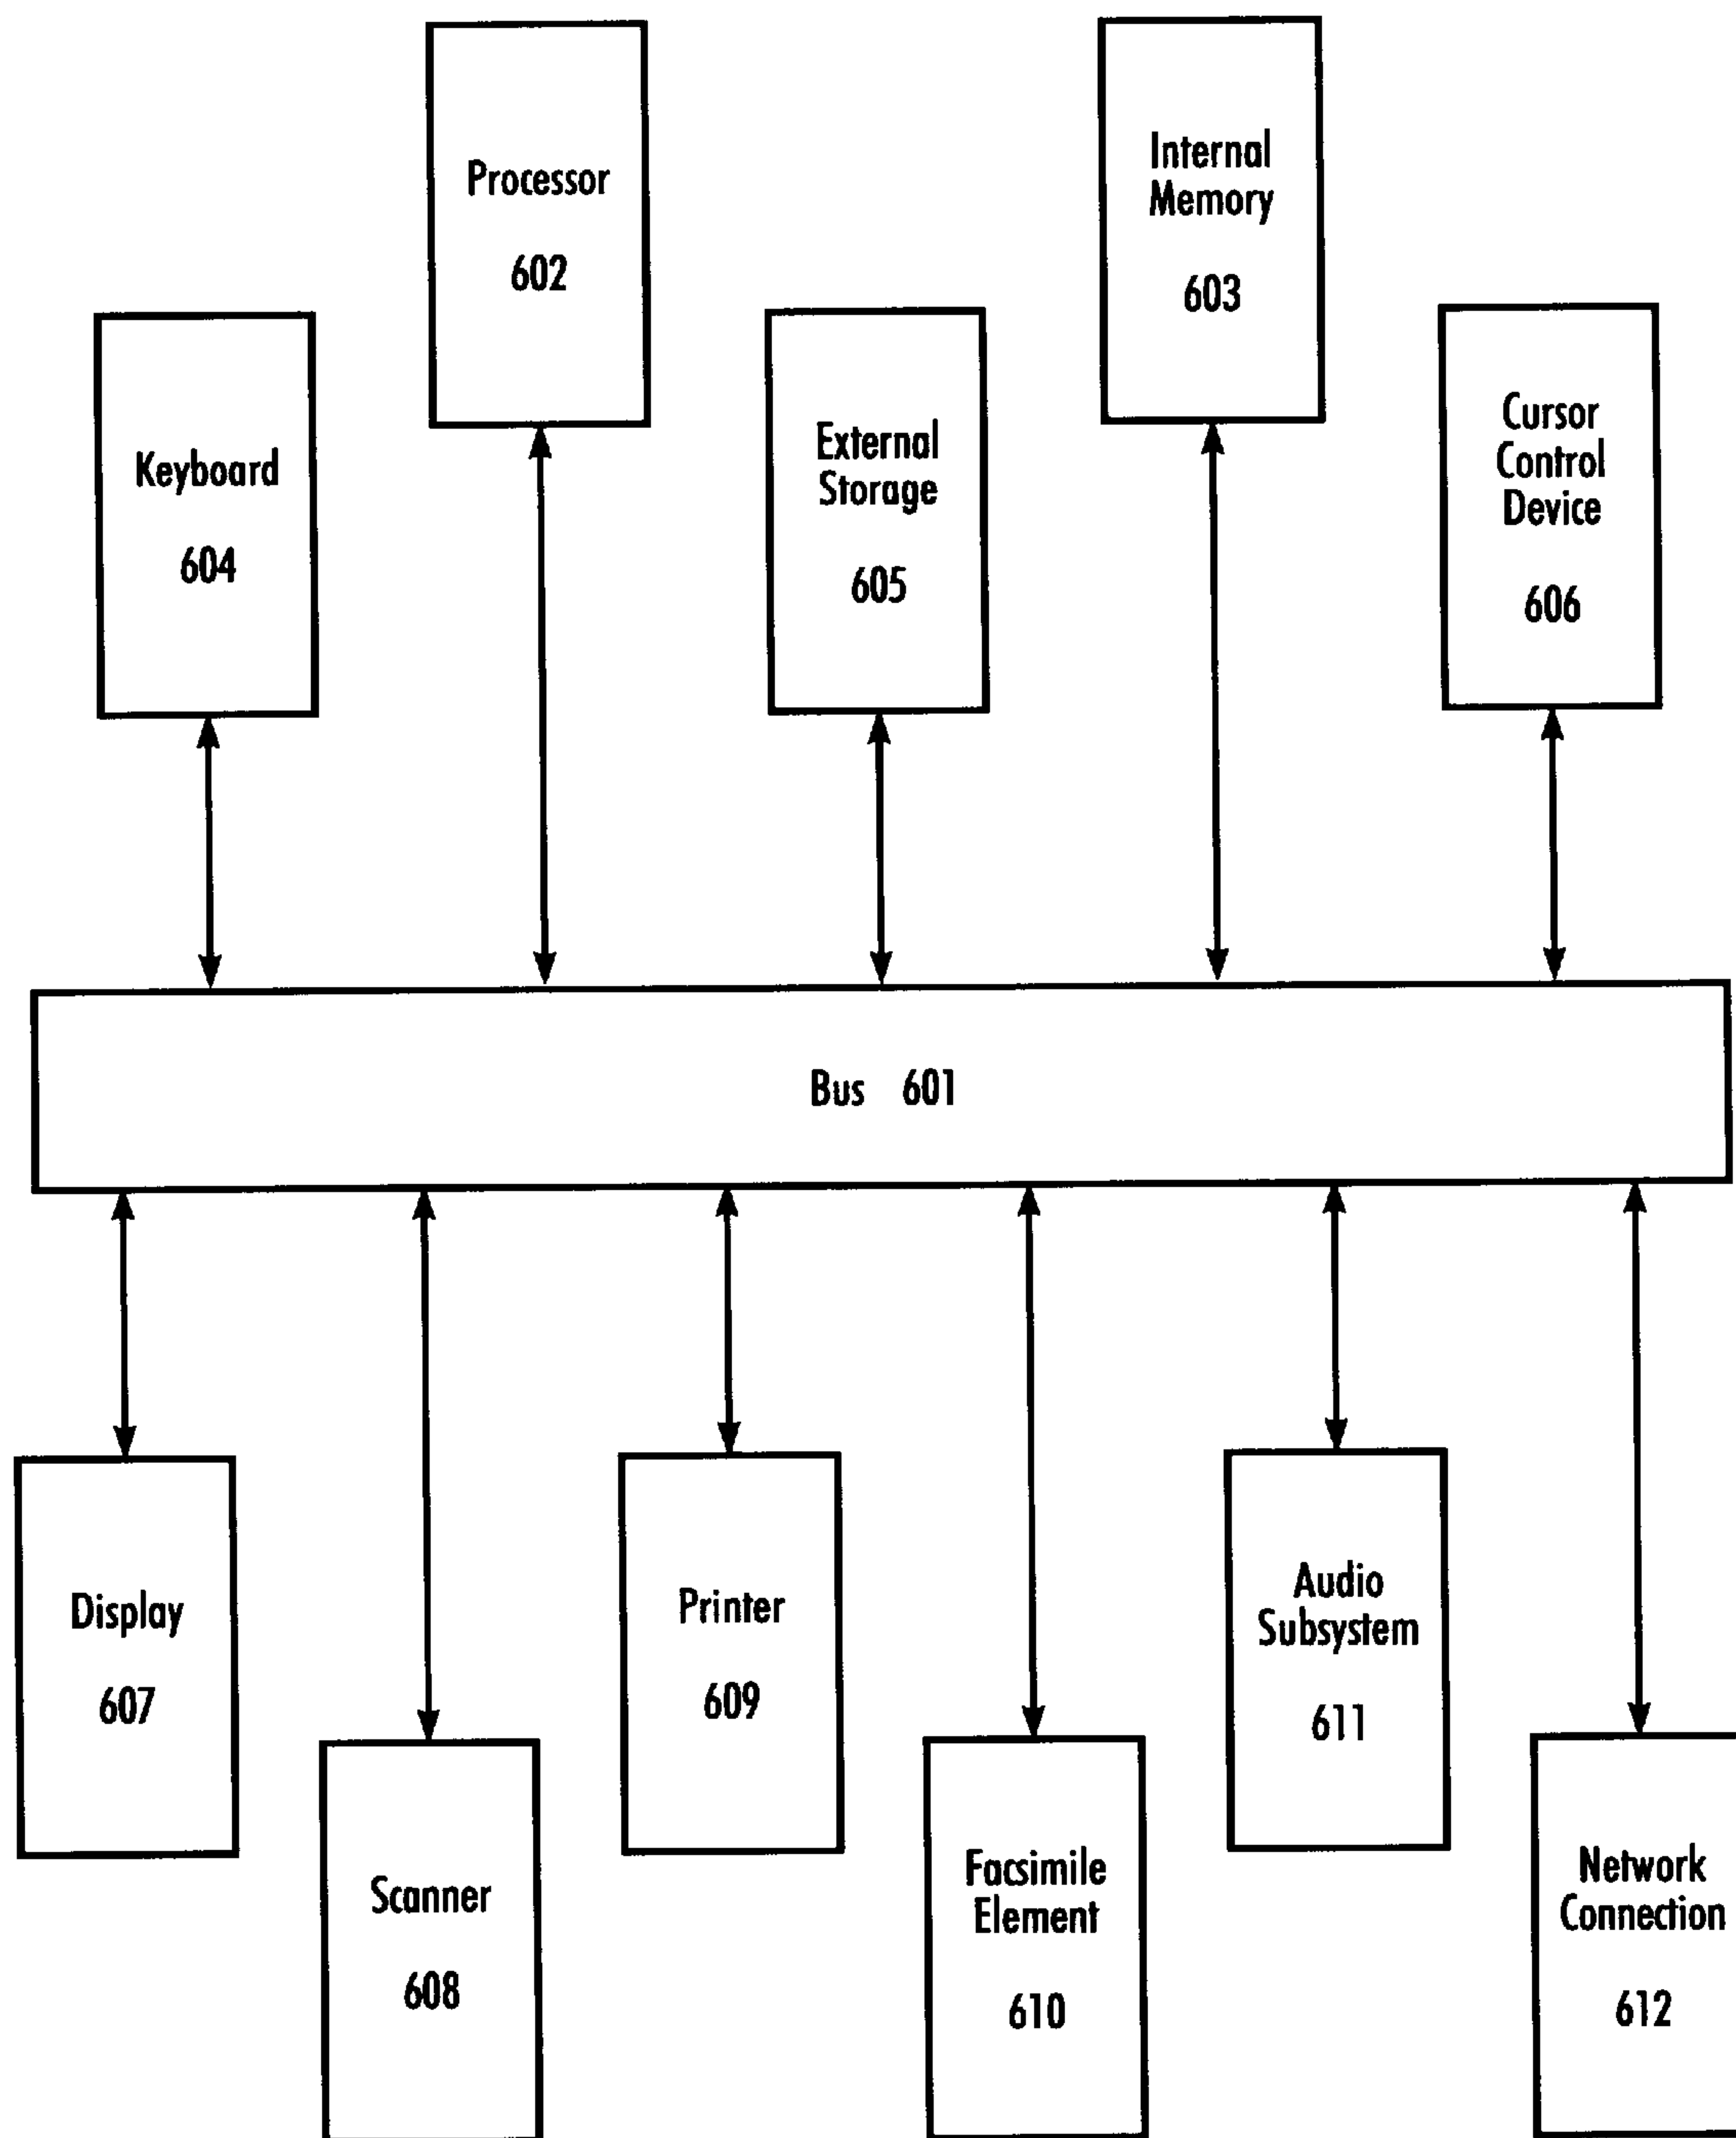 Processor
602
Internal
Memory
603
Keyboard
604
External
Storage
605
Cursor
Control
Device
606
Bus 601
Display
607
Scanner
608
Printer
609
Facsimile
Element
610
Audio
Subsystem
611
Network
Connection
612